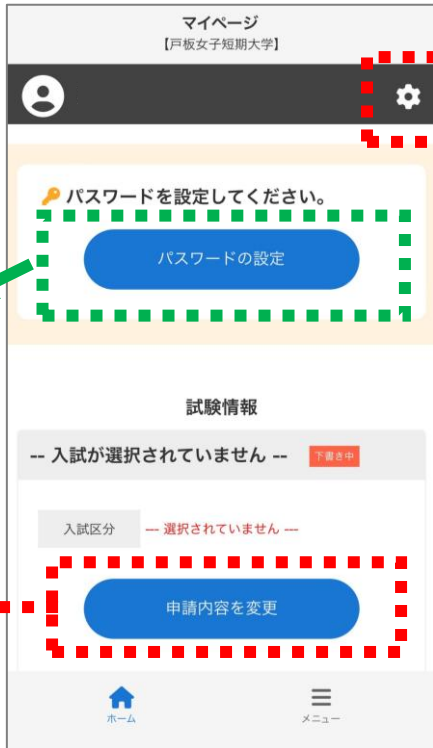 マイページ
【戸板女子短期大学】
パスワードを設定してください。
パスワードの設定
試験情報
-- 入試が選択されていません --
下書き中
入試区分
--- 選択されていません ---
申請内容を変更
ホーム
メニュー